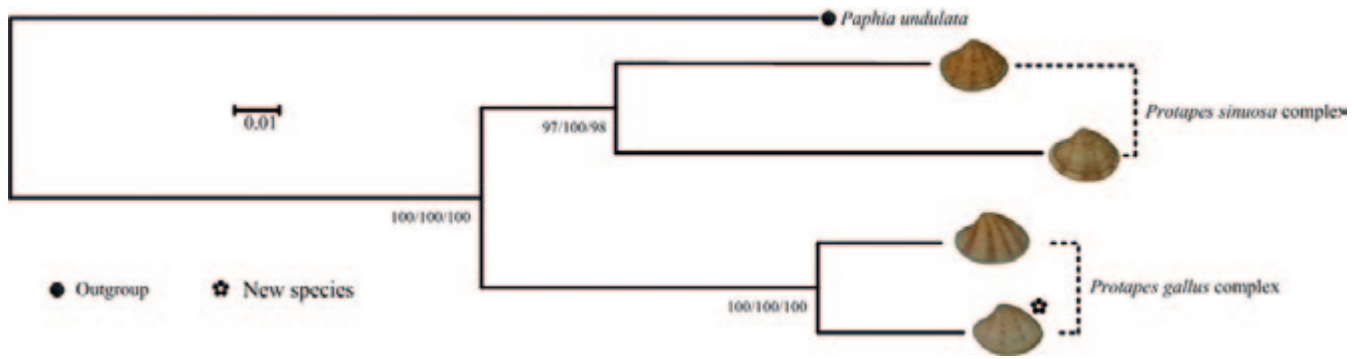 Paphia undulata
0.01
97/100/98
Protapes sinuosa complex
100/100/100
Outgroup
New species
Protapes gallus complex
100/100/100